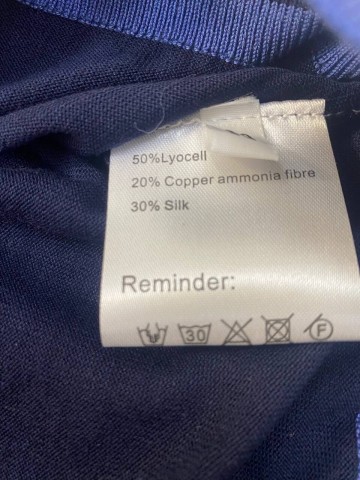 50%Lyocell
20% Copper ammonia fibre
30% Silk
Reminder:
30
F